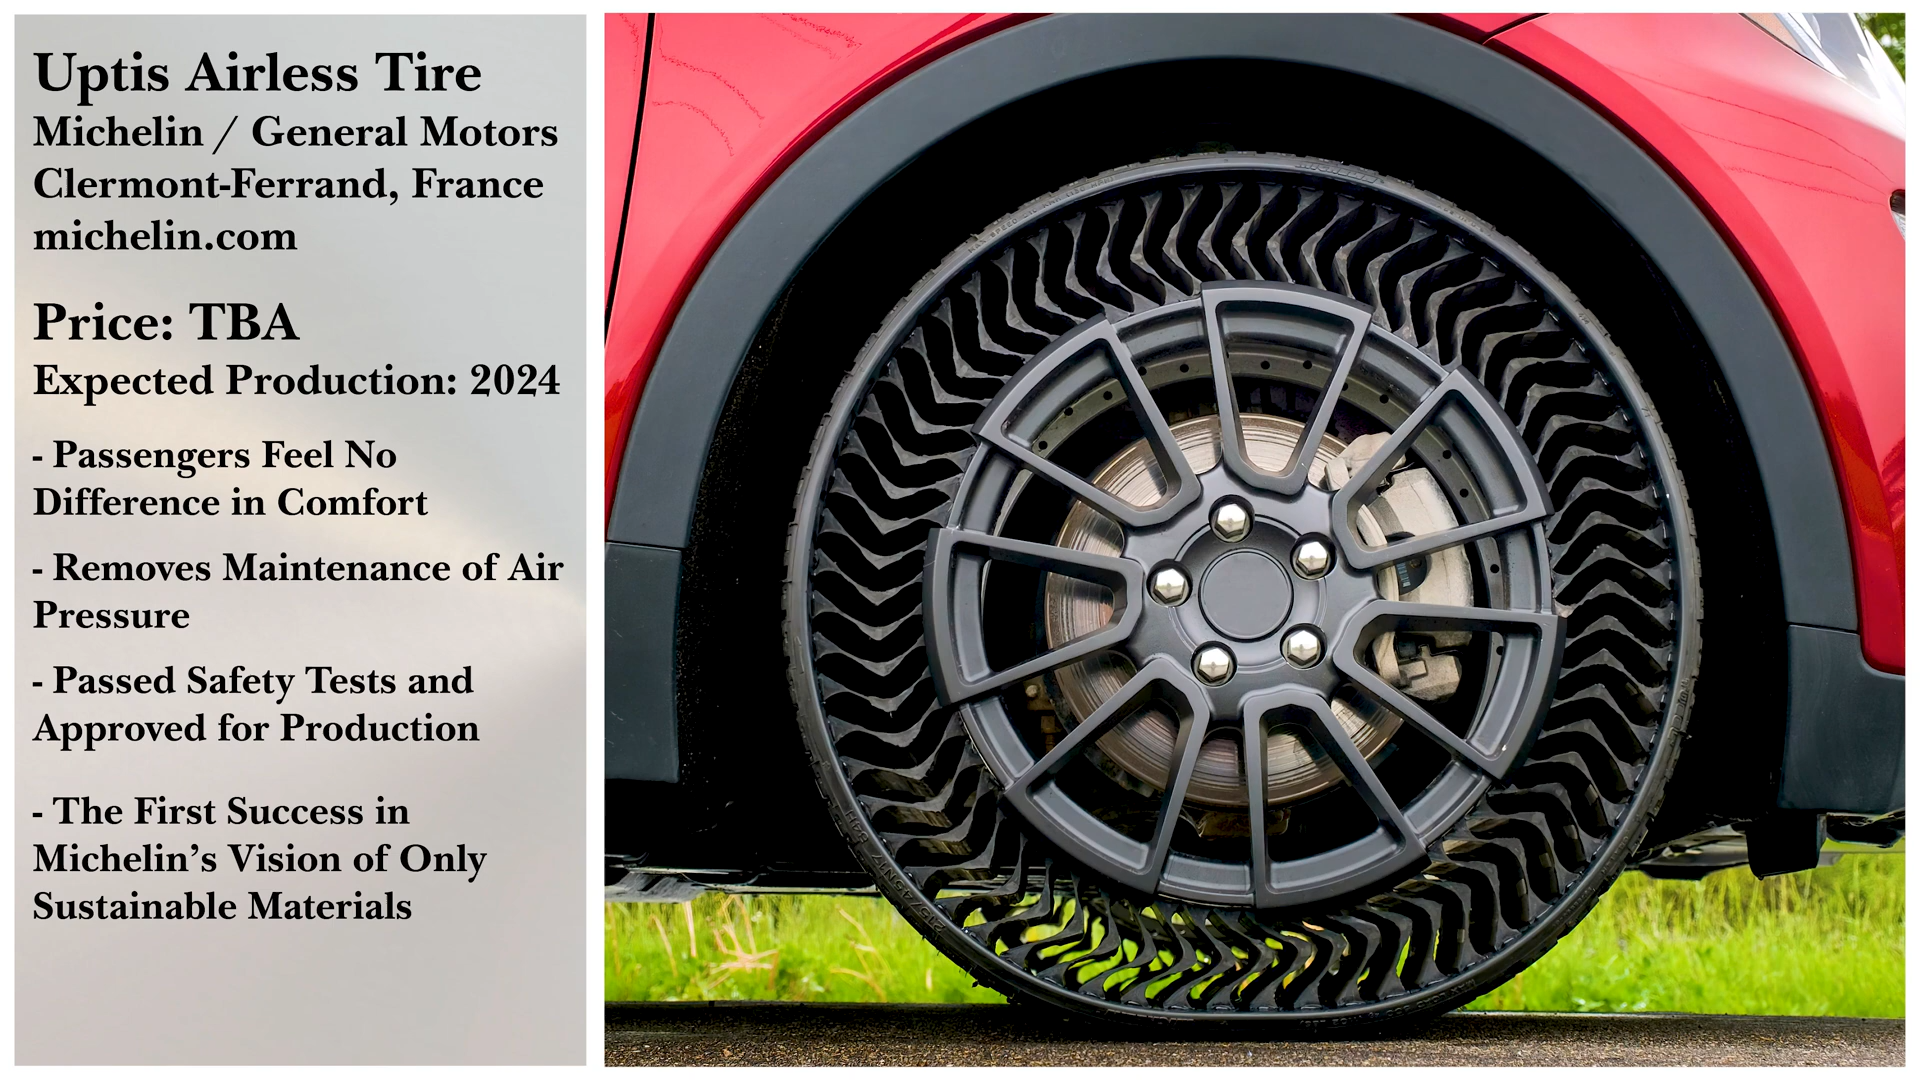 Uptis Airless Tire
Michelin / General Motors
Clermont-Ferrand, France
michelin.com
Price: TBA
Expected Production: 2024
- Passengers Feel No
Difference in Comfort
- Removes Maintenance of Air
Pressure
- Passed Safety Tests and
Approved for Production
- The First Success in
Michelin’s Vision of Only
Sustainable Materials